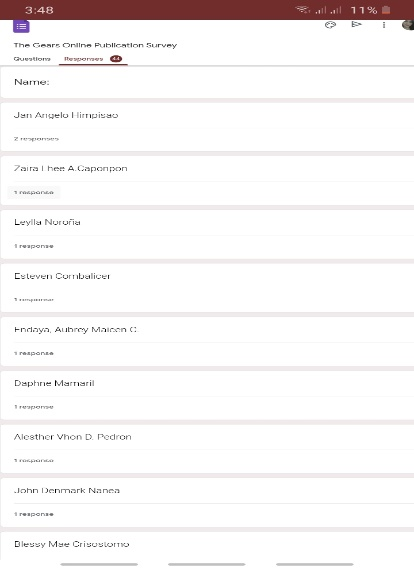 3:48
11%
The Gears Online Publication Survey
Questions Responses 44
Name:
Jan Angelo Himpisao
2 responses
Zaira Lhee A.Caponpon
1 response
Leylla Noroña
1 response
Esteven Combalicer
1 response
Endaya, Aubrey Maicen C.
1 response
Daphne Mamaril
1 response
Alesther Vhon D. Pedron
1 response
John Denmark Nanea
1 response
Blessy Mae Crisostomo